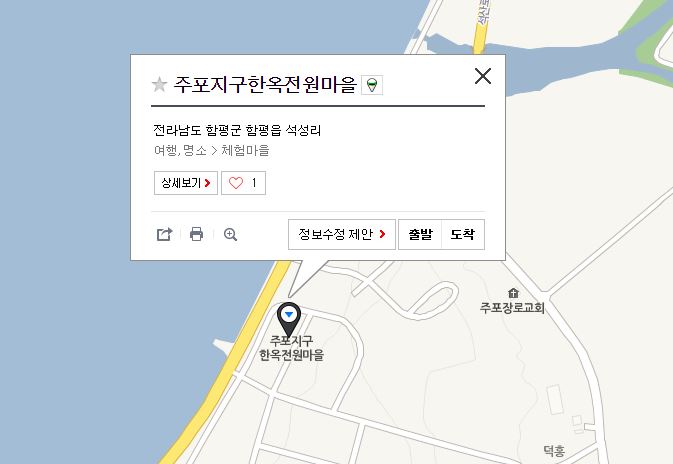 석산로
주포지구한옥전원마을
전라남도 함평군 함평읍 석성리
여행, 명소 > 체험마을
상세보기 >
1
정보수정 제안 >
출발
도착
주포장로교회
주포지구
한옥전원마을
덕흥